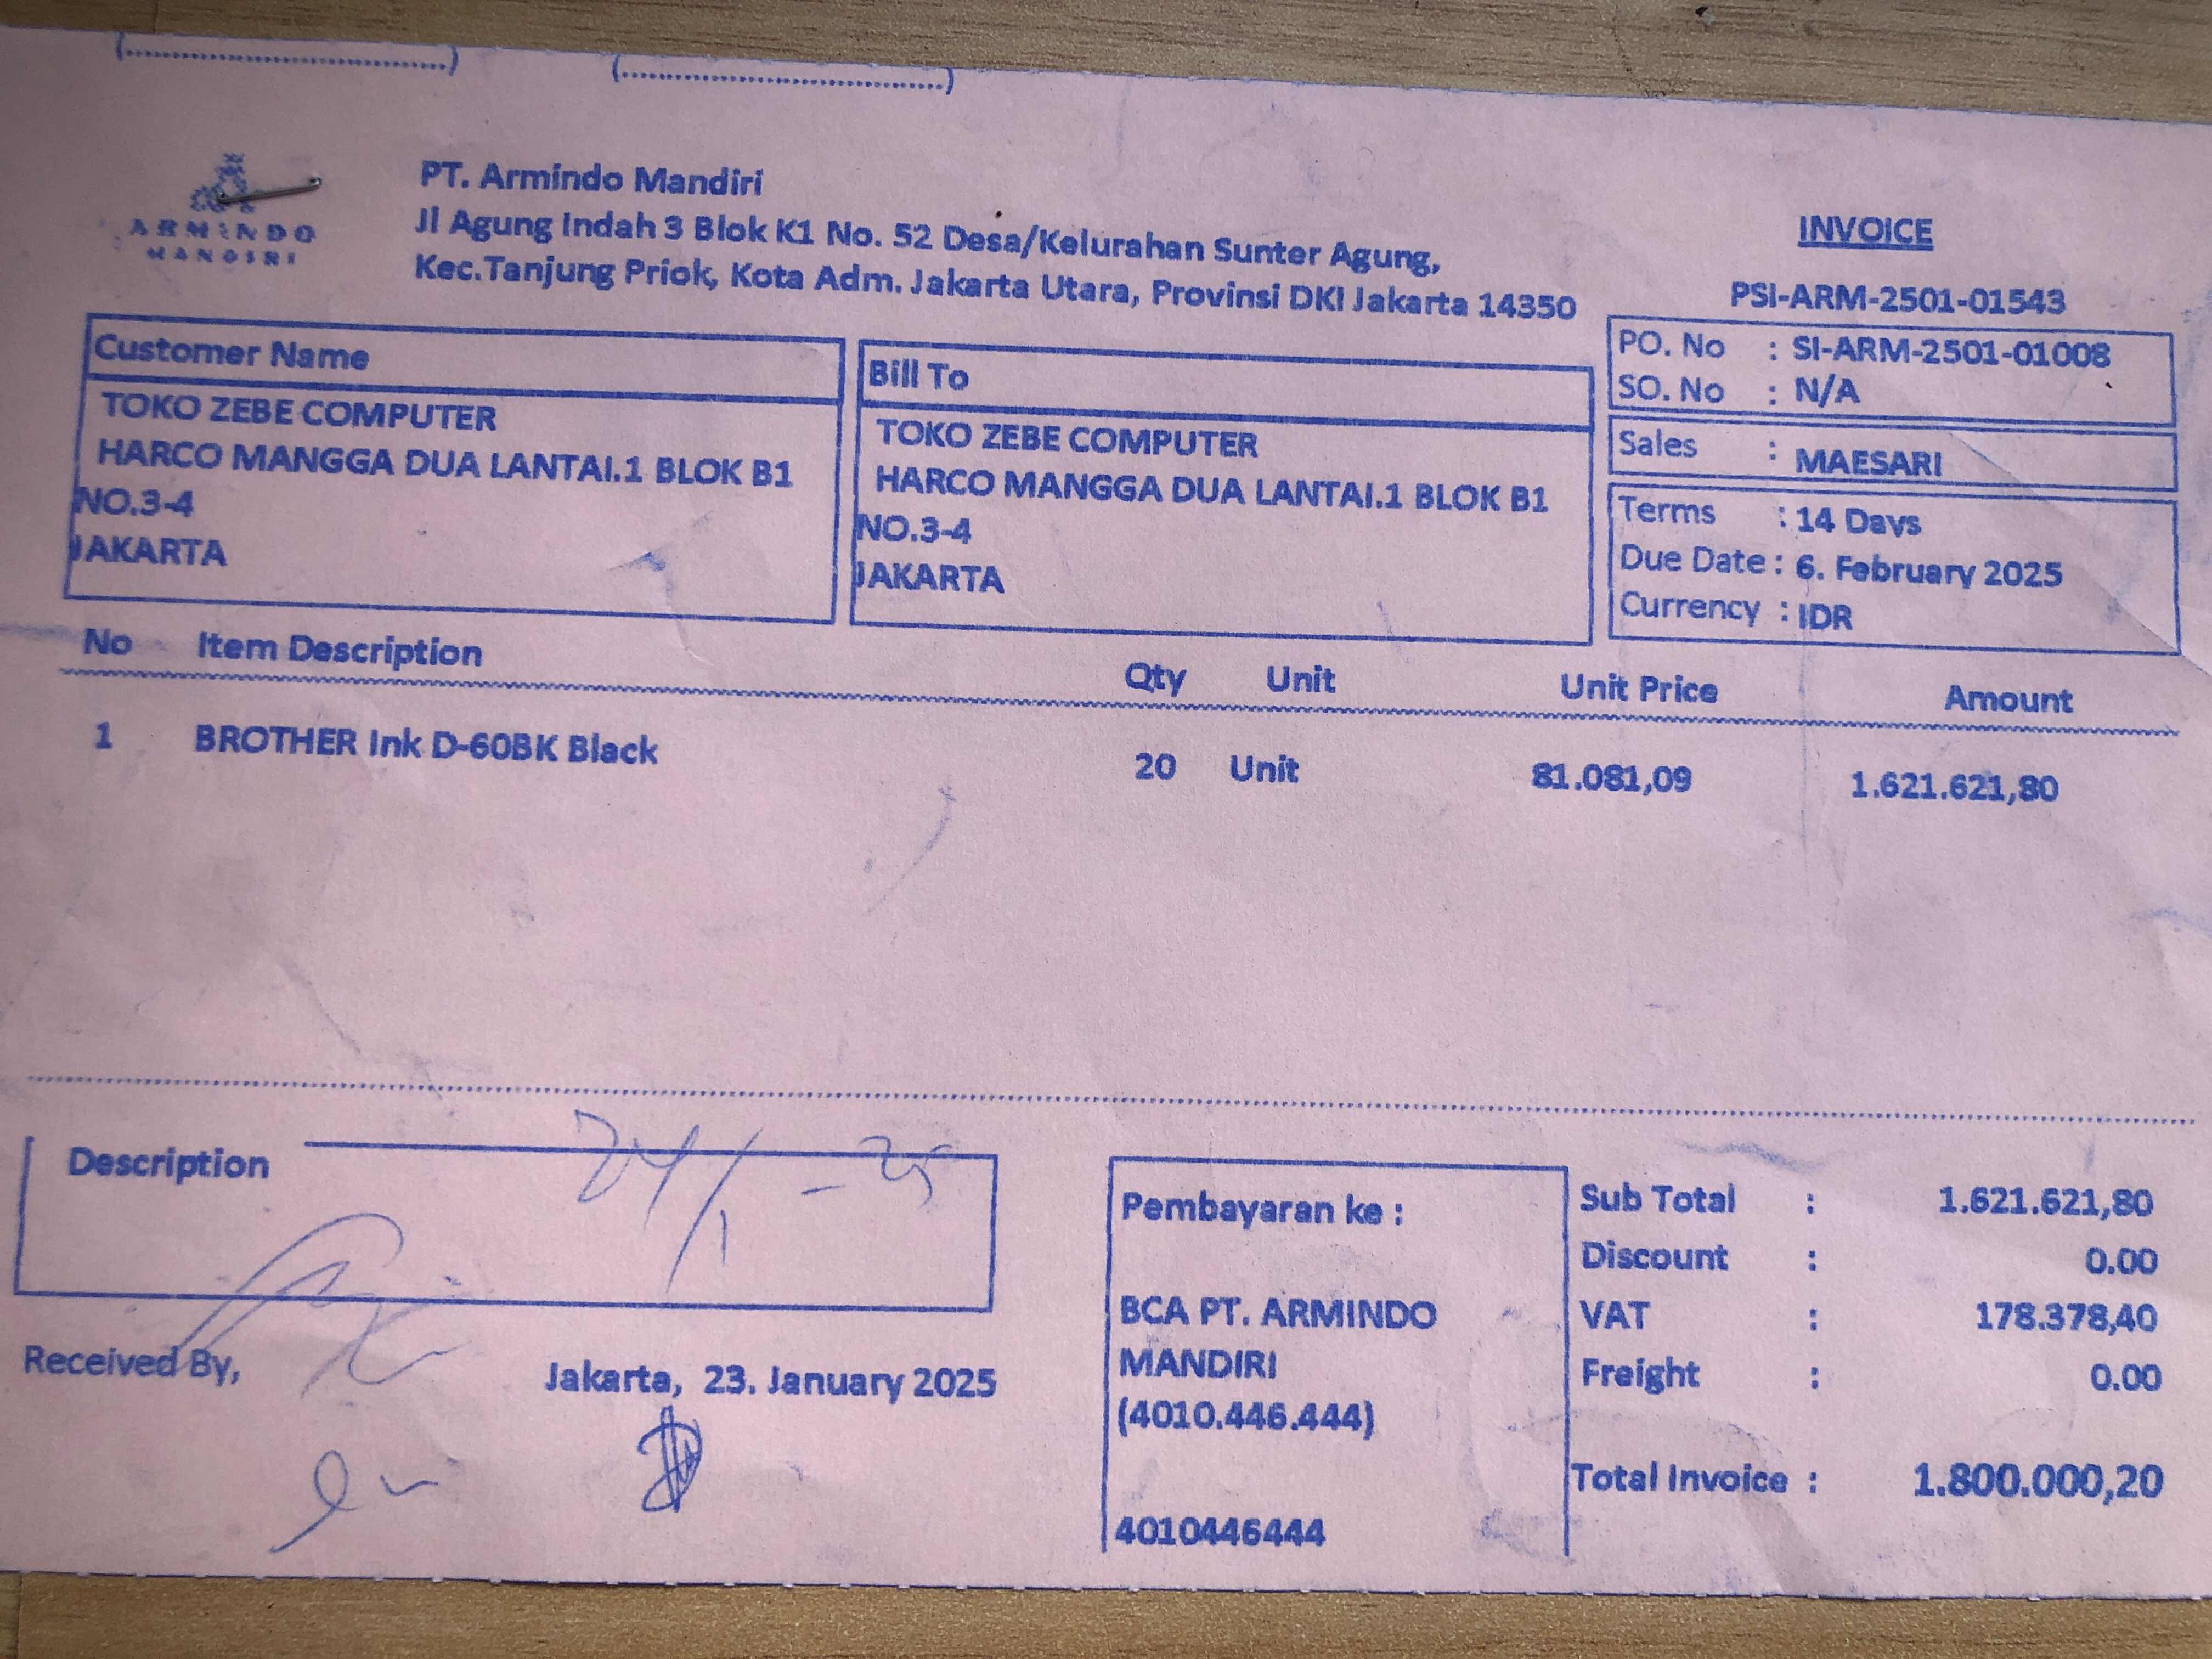 (................................) (................................)
ARMINDO
MANDIRI
PT. Armindo Mandiri
Jl Agung Indah 3 Blok K1 No. 52 Desa/Kelurahan Sunter Agung,
Kec.Tanjung Priok, Kota Adm. Jakarta Utara, Provinsi DKI Jakarta 14350
INVOICE
PSI-ARM-2501-01543
PO. No : SI-ARM-2501-01008
SO. No : N/A
Sales : MAESARI
Terms : 14 Days
Due Date : 6. February 2025
Currency : IDR
Customer Name
TOKO ZEBE COMPUTER
HARCO MANGGA DUA LANTAI.1 BLOK B1
NO.3-4
JAKARTA
Bill To
TOKO ZEBE COMPUTER
HARCO MANGGA DUA LANTAI.1 BLOK B1
NO.3-4
JAKARTA
No Item Description Qty Unit Unit Price Amount
1 BROTHER Ink D-60BK Black 20 Unit 81.081,09 1.621.621,80
Description
24/1-25
Received By,
Jakarta, 23. January 2025
Pembayaran ke :
BCA PT. ARMINDO
MANDIRI
(4010.446.444)
4010446444
Sub Total : 1.621.621,80
Discount : 0.00
VAT : 178.378,40
Freight : 0.00
Total Invoice : 1.800.000,20